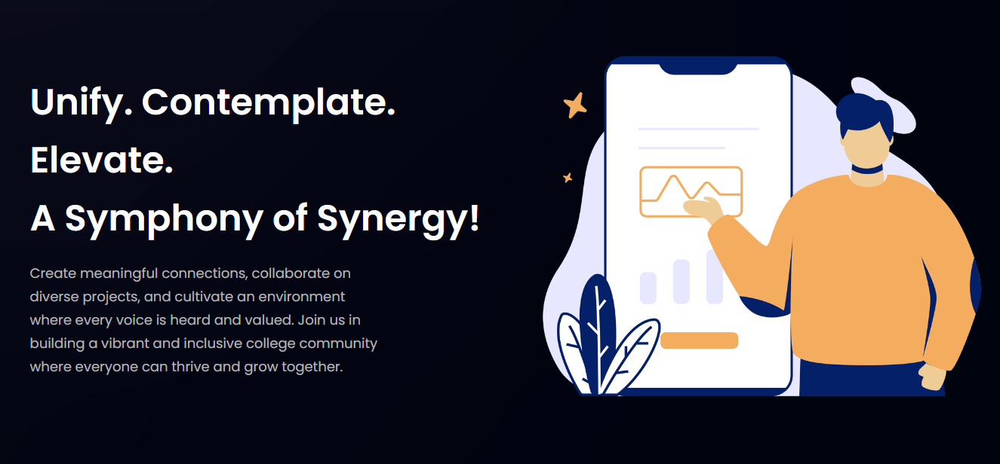 Unify. Contemplate.
Elevate.
A Symphony of Synergy!
Create meaningful connections, collaborate on
diverse projects, and cultivate an environment
where every voice is heard and valued. Join us in
building a vibrant and inclusive college community
where everyone can thrive and grow together.